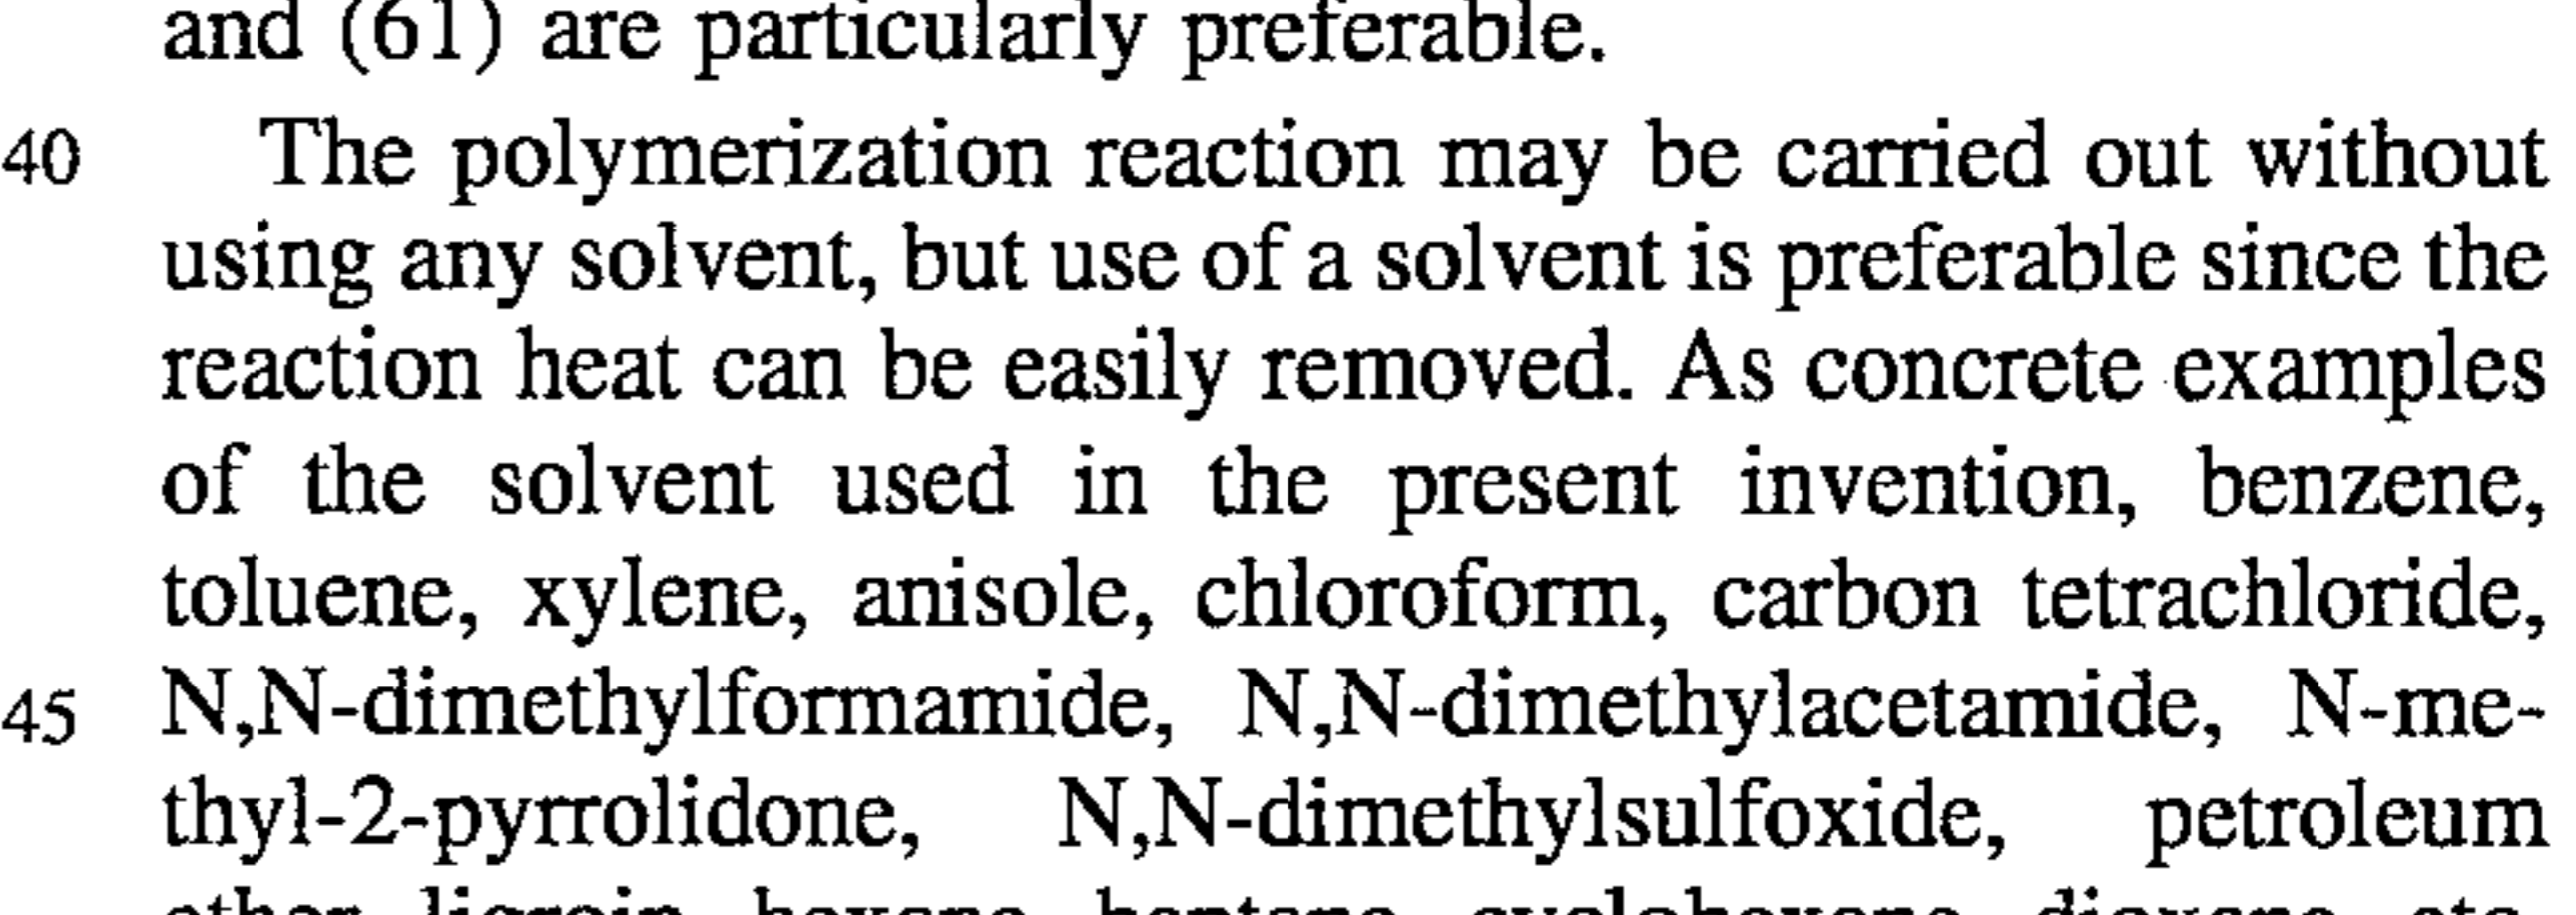 and (61) are particularly preferable.
40 The polymerization reaction may be carried out without
using any solvent, but use of a solvent is preferable since the
reaction heat can be easily removed. As concrete examples
of the solvent used in the present invention, benzene,
toluene, xylene, anisole, chloroform, carbon tetrachloride,
45 N,N-dimethylformamide, N,N-dimethylacetamide, N-me-
thyl-2-pyrrolidone, N,N-dimethylsulfoxide, petroleum